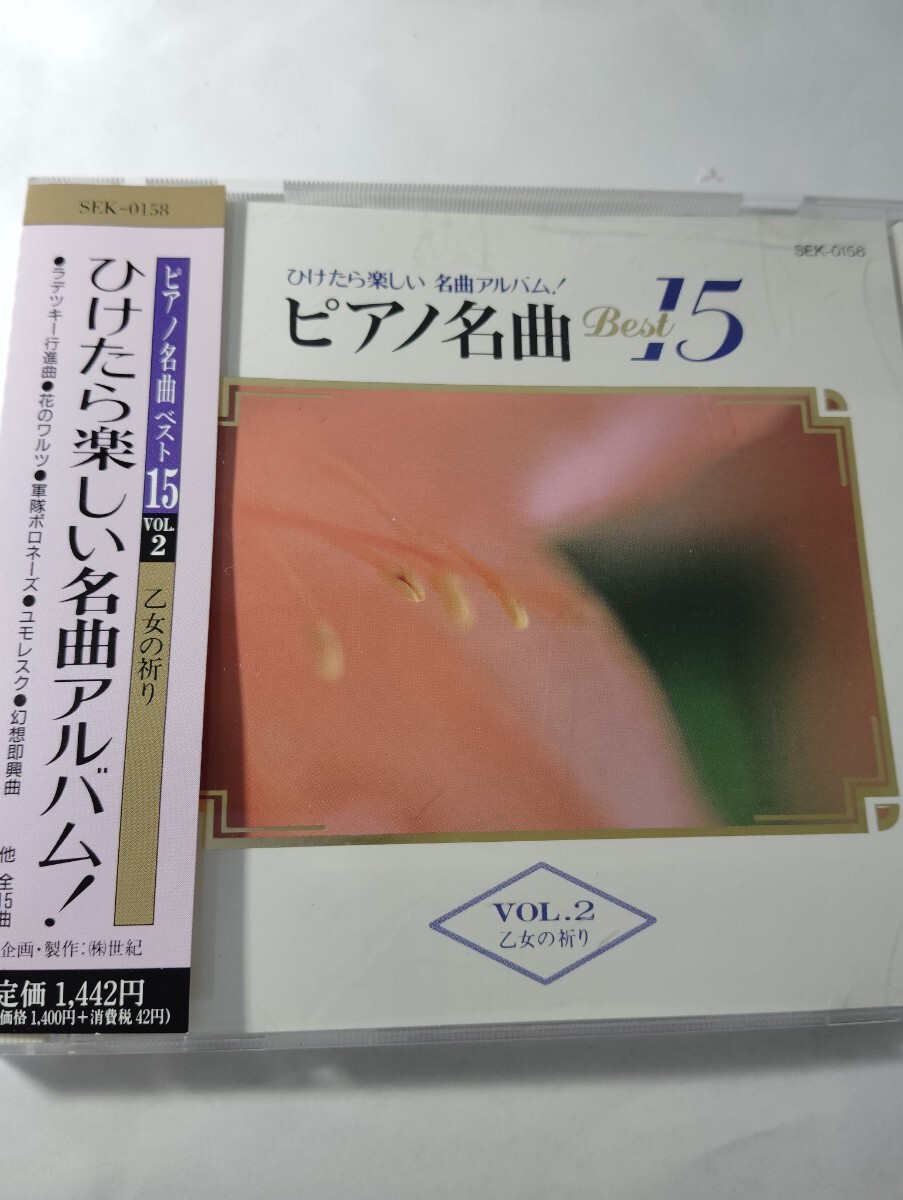 SEK-0158
ピアノ名曲 ベスト 15 VOL. 2 乙女の祈り
ひけたら楽しい名曲アルバム!
●ラデツキー行進曲●花のワルツ●軍隊ポロネーズ●ユモレスク●幻想即興曲
他 全15曲
企画・製作:㈱世紀
定価 1,442円
価格 1,400円+消費税 42円)
SEK-0158
ひけたら楽しい 名曲アルバム!
ピアノ名曲 Best 15
VOL.2
乙女の祈り